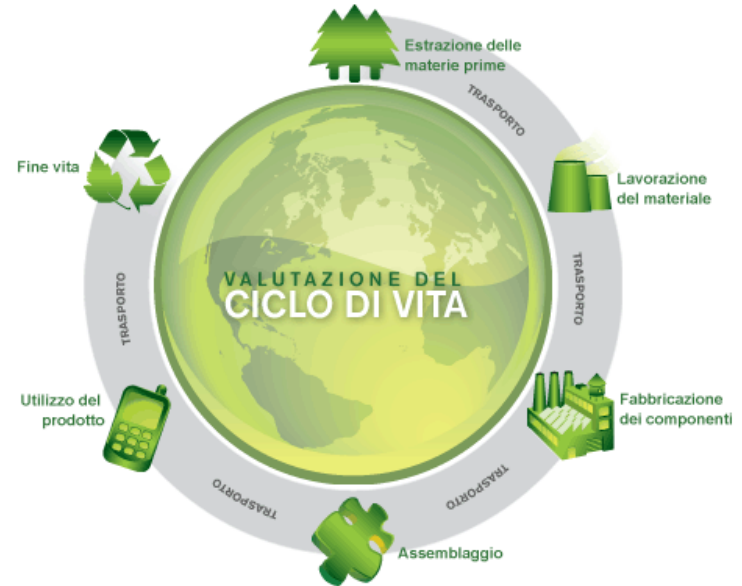 Estrazione delle
materie prime
TRASPORTO
Lavorazione
del materiale
TRASPORTO
Fabbricazione
dei componenti
TRASPORTO
Assemblaggio
TRASPORTO
Utilizzo del
prodotto
TRASPORTO
Fine vita
VALUTAZIONE DEL
CICLO DI VITA